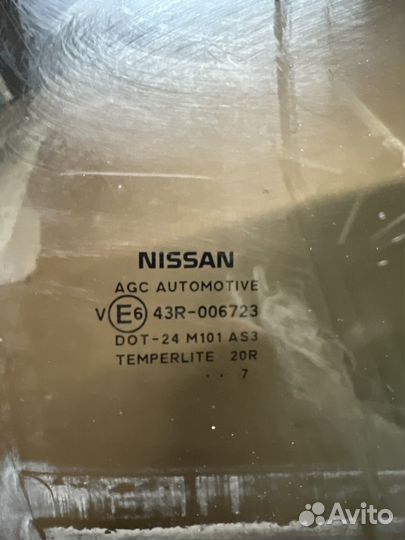 NISSAN
AGC AUTOMOTIVE
V E6 43R-006723
DOT-24 M101 AS3
TEMPERLITE 20R
.. 7
Avito